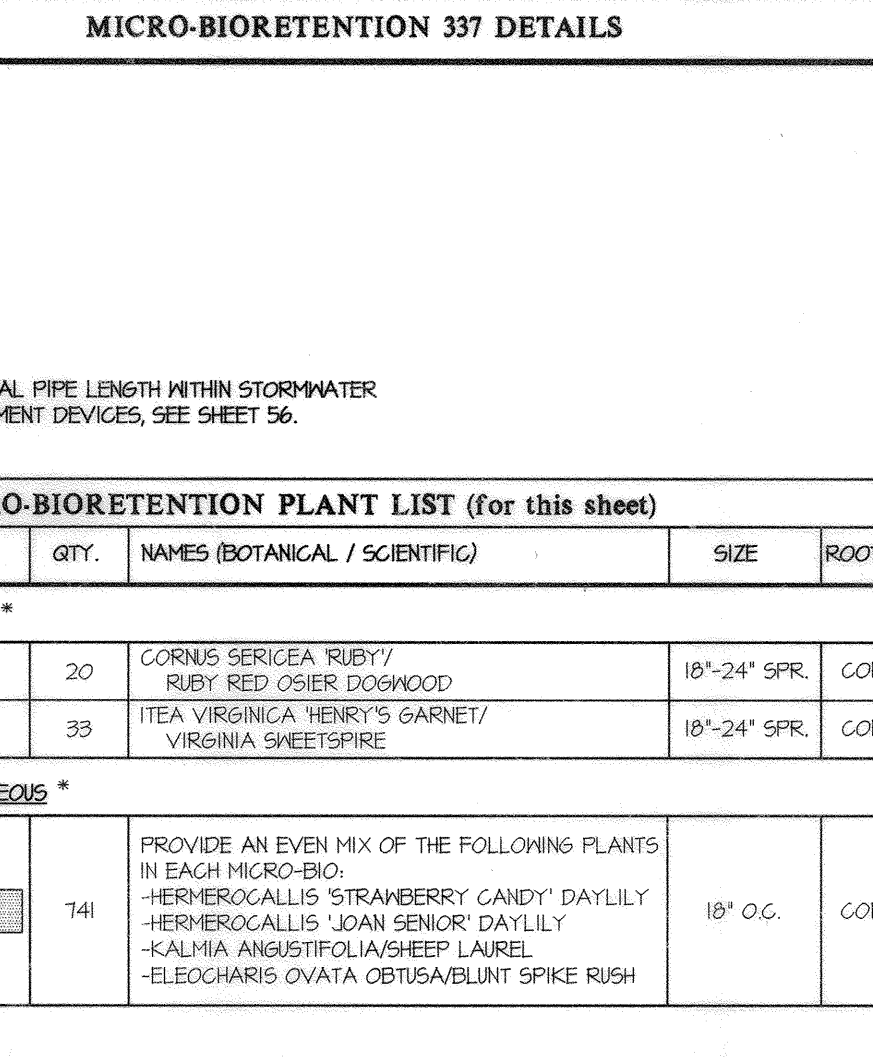 MICRO-BIORETENTION 337 DETAILS
AL PIPE LENGTH WITHIN STORMWATER
MENT DEVICES, SEE SHEET 56.
O-BIORETENTION PLANT LIST (for this sheet)
QTY. NAMES (BOTANICAL / SCIENTIFIC) SIZE ROOT
*
20 CORNUS SERICEA 'RUBY'/ 18"-24" SPR. CO
RUBY RED OSIER DOGWOOD
33 ITEA VIRGINICA 'HENRY'S GARNET/ 18"-24" SPR. CO
VIRGINIA SWEETSPIRE
EOUS *
PROVIDE AN EVEN MIX OF THE FOLLOWING PLANTS
IN EACH MICRO-BIO:
-HERMEROCALLIS 'STRAWBERRY CANDY' DAYLILY
741 -HERMEROCALLIS 'JOAN SENIOR' DAYLILY 18" O.C. CO
-KALMIA ANGUSTIFOLIA/SHEEP LAUREL
-ELEOCHARIS OVATA OBTUSA/BLUNT SPIKE RUSH